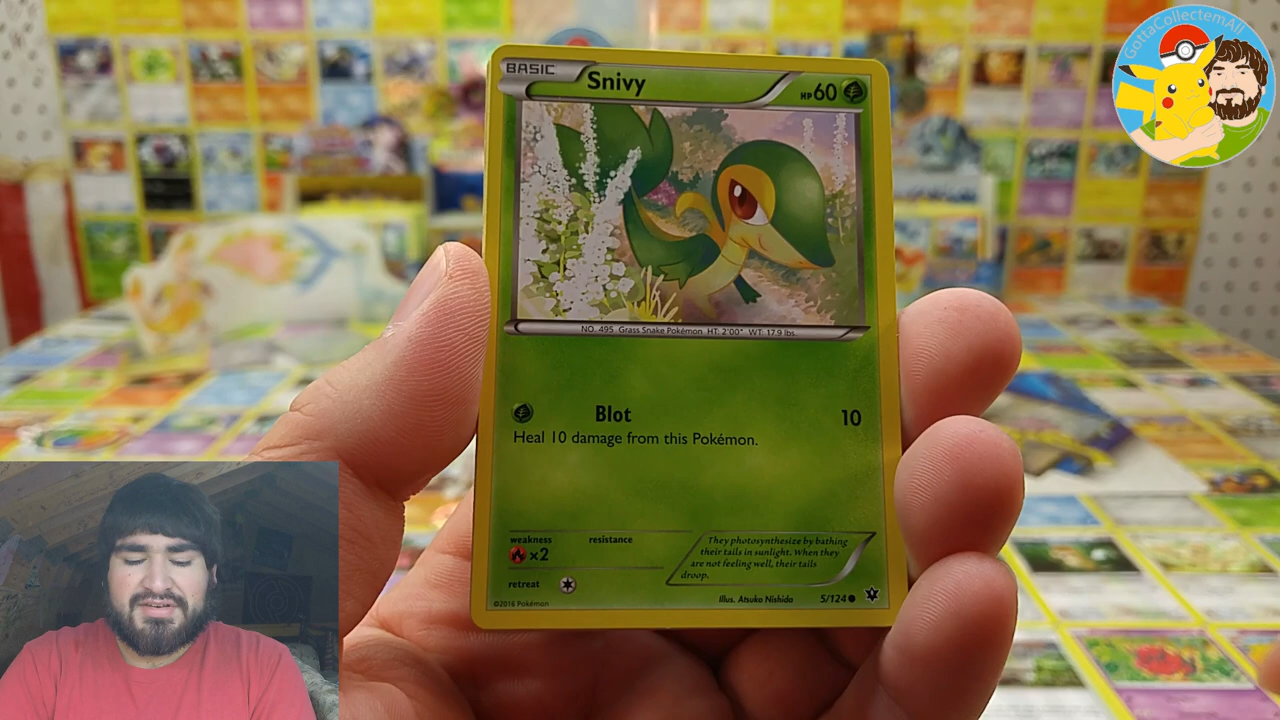 GottaCollectemAll
BASIC Snivy HP60
NO. 495 Grass Snake Pokémon HT: 2'00" WT: 17.9 lbs.
Blot 10
Heal 10 damage from this Pokémon.
weakness resistance
×2
They photosynthesize by bathing
their tails in sunlight. When they
are not feeling well, their tails
droop.
retreat
©2016 Pokémon Illus. Atsuko Nishida 5/124